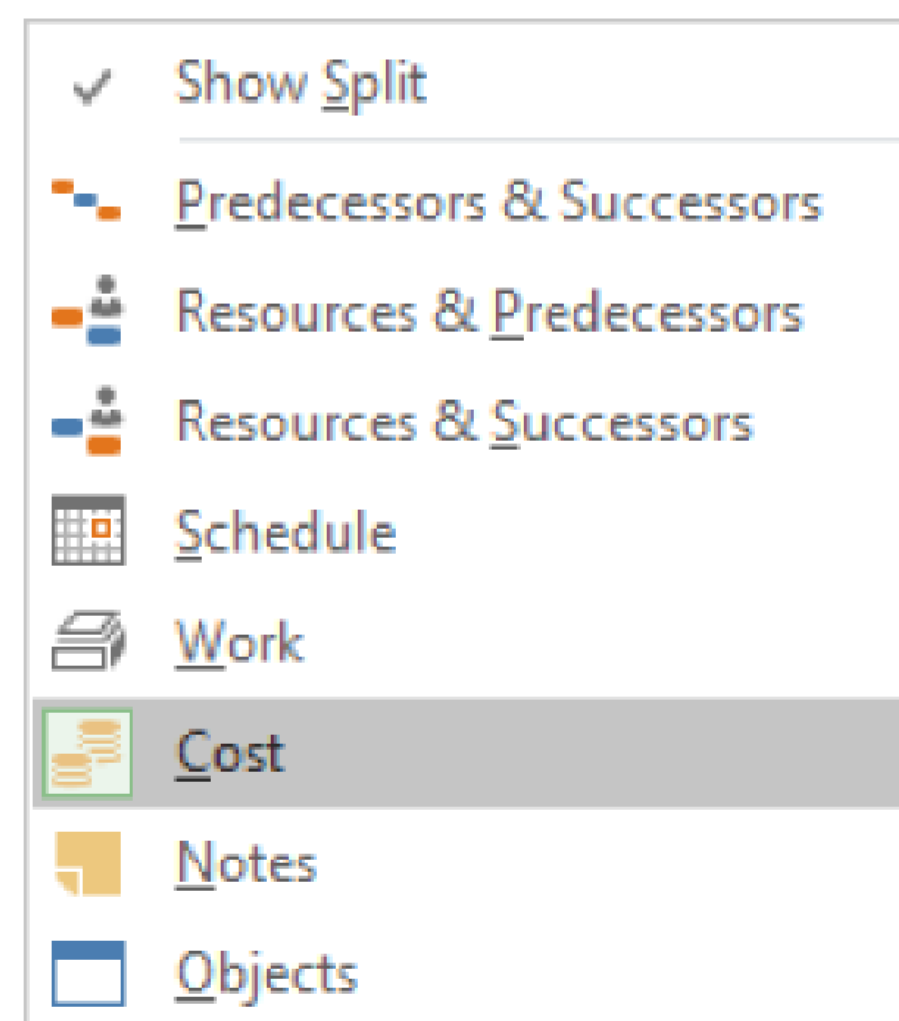 Show Split
Predecessors & Successors
Resources & Predecessors
Resources & Successors
Schedule
Work
Cost
Notes
Objects